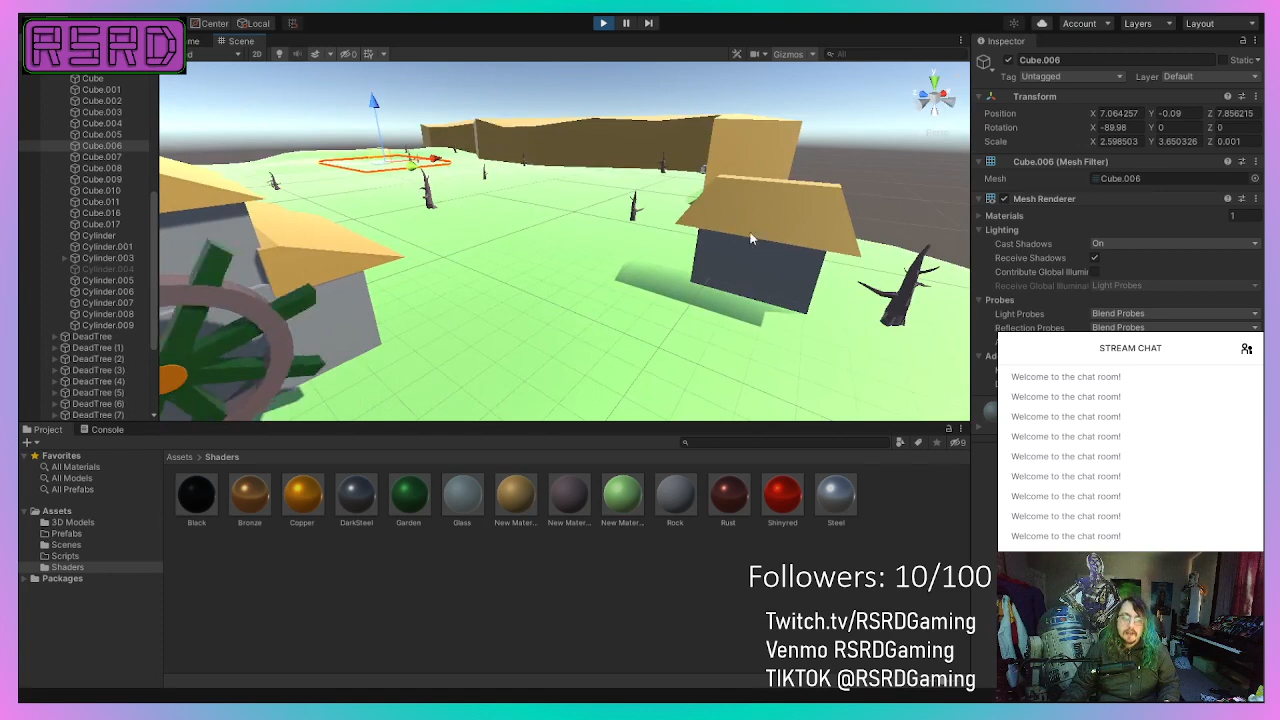 RSRD
Center
Local
Account
Layers
Layout
Scene
2D
0
Gizmos
All
Persp
Cube
Cube.001
Cube.002
Cube.003
Cube.004
Cube.005
Cube.006
Cube.007
Cube.008
Cube.009
Cube.010
Cube.011
Cube.016
Cube.017
Cylinder
Cylinder.001
Cylinder.003
Cylinder.004
Cylinder.005
Cylinder.006
Cylinder.007
Cylinder.008
Cylinder.009
DeadTree
DeadTree (1)
DeadTree (2)
DeadTree (3)
DeadTree (4)
DeadTree (5)
DeadTree (6)
DeadTree (7)
Inspector
Cube.006
Static
Tag Untagged Layer Default
Transform
Position X 7.064257 Y -0.09 Z 7.856215
Rotation X -89.98 Y 0 Z 0
Scale X 2.598503 Y 3.650326 Z 0.001
Cube.006 (Mesh Filter)
Mesh Cube.006
Mesh Renderer
Materials 1
Lighting
Cast Shadows On
Receive Shadows
Contribute Global Illumin
Receive Global Illuminat Light Probes
Probes
Light Probes Blend Probes
Reflection Probes Blend Probes
STREAM CHAT
Welcome to the chat room!
Welcome to the chat room!
Welcome to the chat room!
Welcome to the chat room!
Welcome to the chat room!
Welcome to the chat room!
Welcome to the chat room!
Welcome to the chat room!
Welcome to the chat room!
Project
Console
9
Favorites
All Materials
All Models
All Prefabs
Assets
3D Models
Prefabs
Scenes
Scripts
Shaders
Packages
Assets > Shaders
Black
Bronze
Copper
DarkSteel
Garden
Glass
New Mater...
New Mater...
New Mater...
Rock
Rust
Shinyred
Steel
Followers: 10/100
Twitch.tv/RSRDGaming
Venmo RSRDGaming
TIKTOK @RSRDGaming